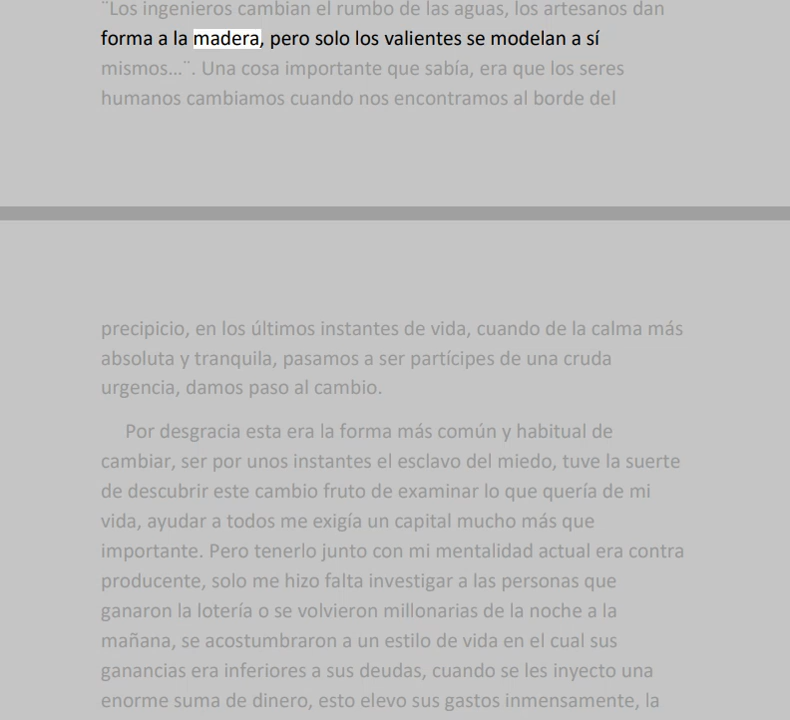 ¨Los ingenieros cambian el rumbo de las aguas, los artesanos dan
forma a la madera, pero solo los valientes se modelan a sí
mismos...¨. Una cosa importante que sabía, era que los seres
humanos cambiamos cuando nos encontramos al borde del
precipicio, en los últimos instantes de vida, cuando de la calma más
absoluta y tranquila, pasamos a ser partícipes de una cruda
urgencia, damos paso al cambio.
Por desgracia esta era la forma más común y habitual de
cambiar, ser por unos instantes el esclavo del miedo, tuve la suerte
de descubrir este cambio fruto de examinar lo que quería de mi
vida, ayudar a todos me exigía un capital mucho más que
importante. Pero tenerlo junto con mi mentalidad actual era contra
producente, solo me hizo falta investigar a las personas que
ganaron la lotería o se volvieron millonarias de la noche a la
mañana, se acostumbraron a un estilo de vida en el cual sus
ganancias era inferiores a sus deudas, cuando se les inyecto una
enorme suma de dinero, esto elevo sus gastos inmensamente, la